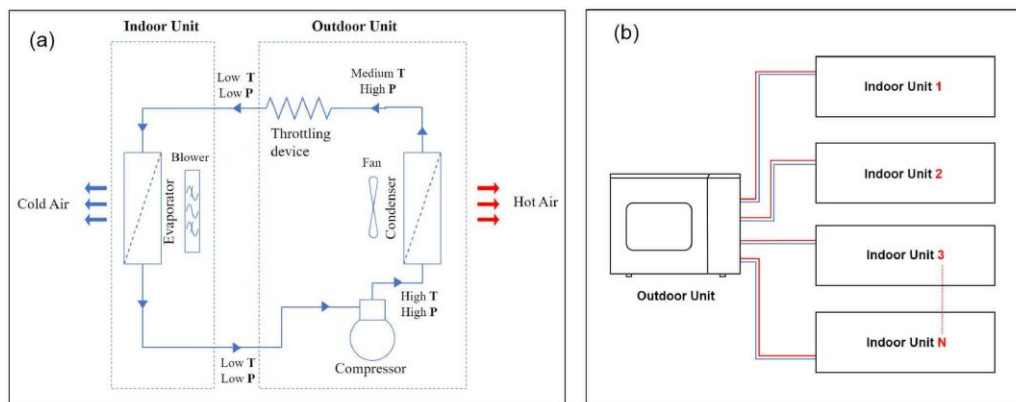 (a)
Indoor Unit
Outdoor Unit
Low T
Low P
Medium T
High P
Throttling
device
Blower
Fan
Cold Air
Evaporator
Condenser
Hot Air
High T
High P
Low T
Low P
Compressor
(b)
Indoor Unit 1
Indoor Unit 2
Indoor Unit 3
Outdoor Unit
Indoor Unit N